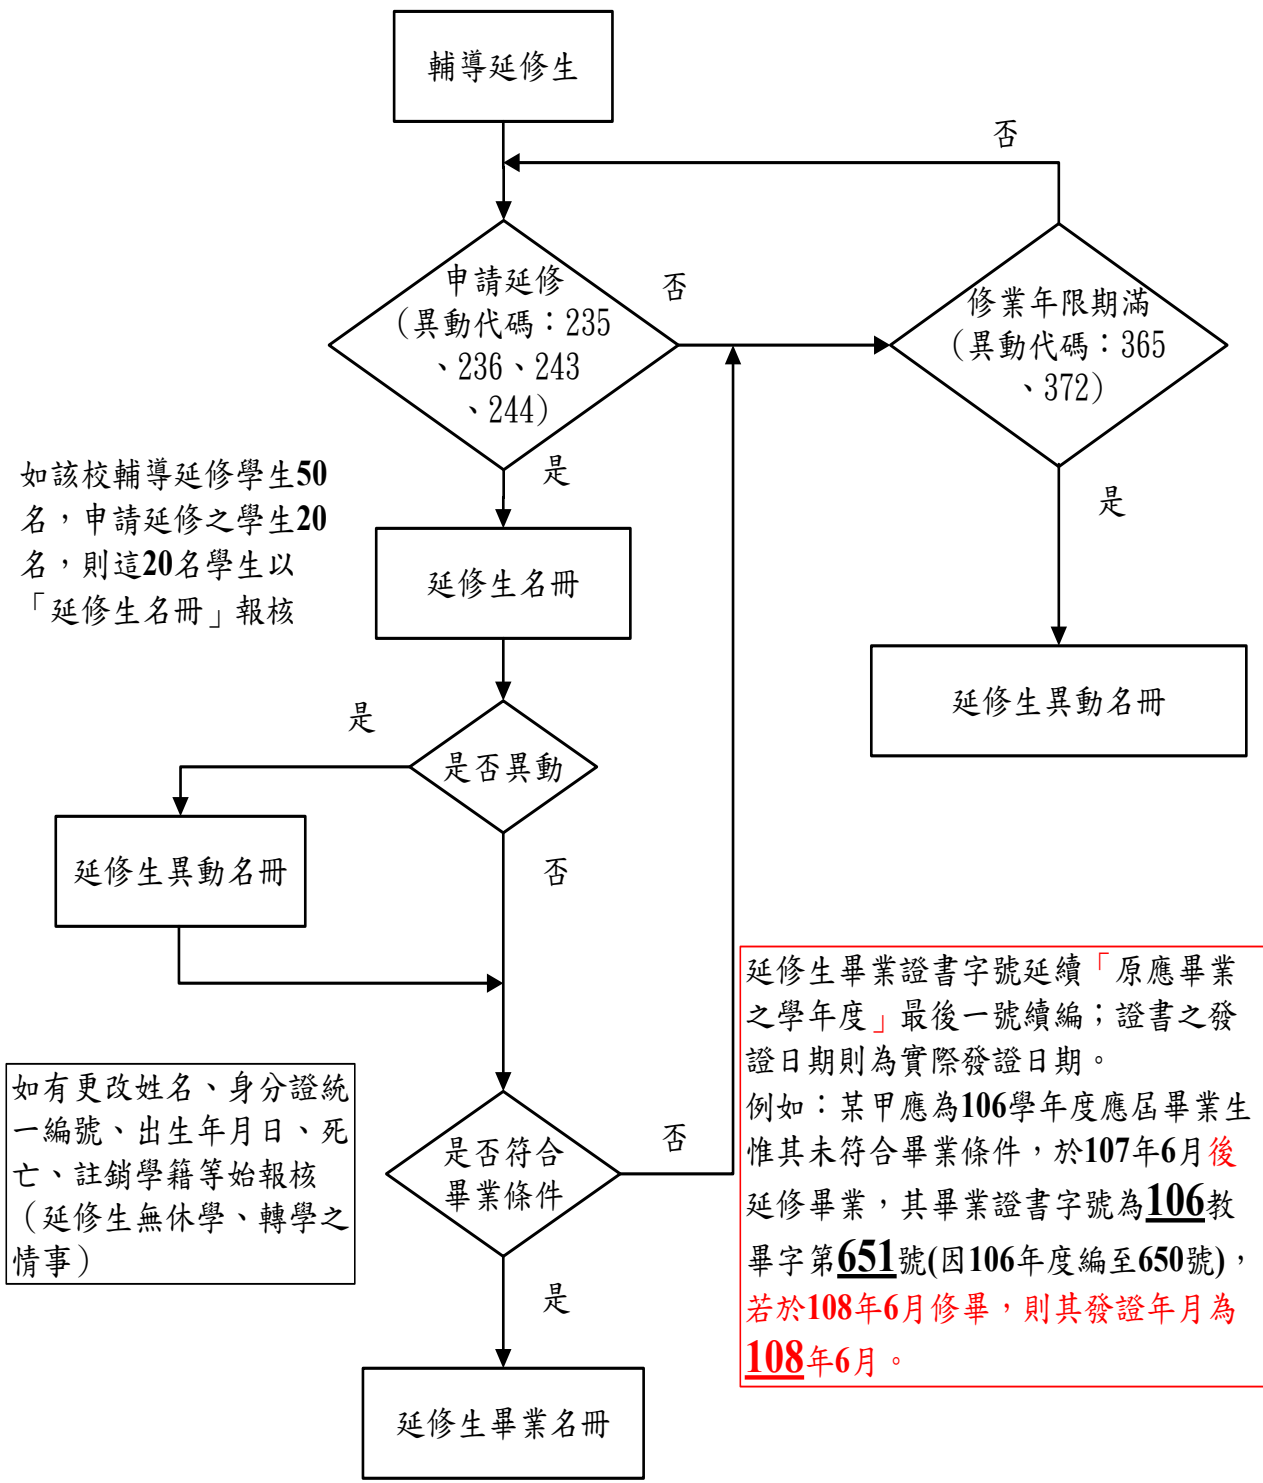 輔導延修生
否
申請延修
(異動代碼：235
、236、243
、244)
否
修業年限期滿
(異動代碼：365
、372)
是
是
如該校輔導延修學生50
名，申請延修之學生20
名，則這20名學生以
「延修生名冊」報核
延修生名冊
延修生異動名冊
是
是否異動
延修生異動名冊
否
如有更改姓名、身分證統
一編號、出生年月日、死
亡、註銷學籍等始報核
（延修生無休學、轉學之
情事）
是否符合
畢業條件
否
是
延修生畢業名冊
延修生畢業證書字號延續「原應畢業
之學年度」最後一號續編；證書之發
證日期則為實際發證日期。
例如：某甲應為106學年度應屆畢業生
惟其未符合畢業條件，於107年6月後
延修畢業，其畢業證書字號為106教
畢字第651號(因106年度編至650號)，
若於108年6月修畢，則其發證年月為
108年6月。